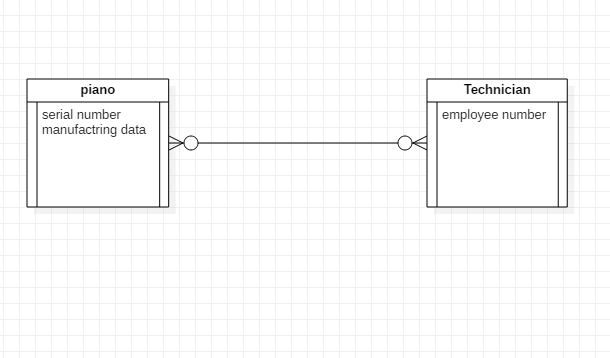 piano
serial number
manufactring data
Technician
employee number